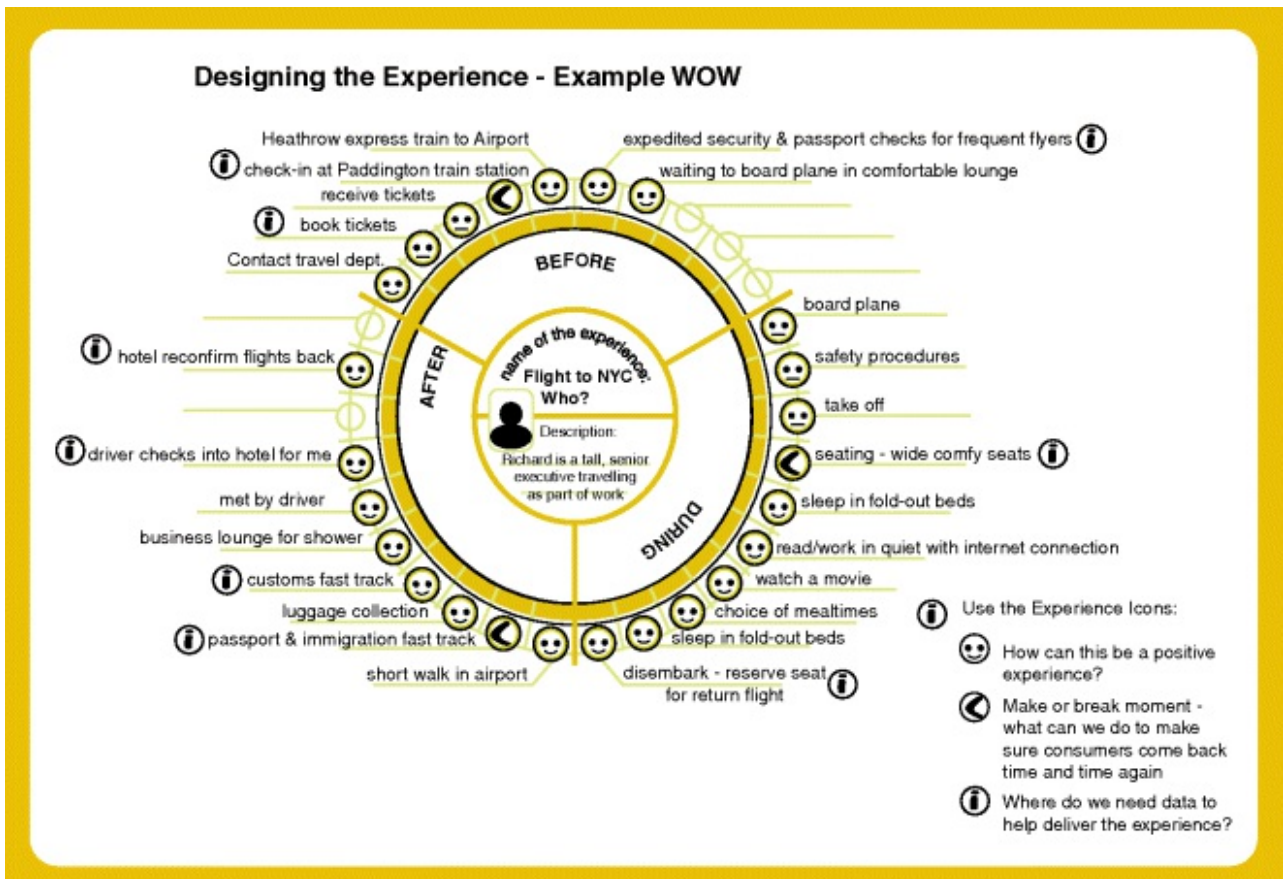 Designing the Experience - Example WOW
Heathrow express train to Airport
check-in at Paddington train station
receive tickets
book tickets
Contact travel dept.
hotel reconfirm flights back
driver checks into hotel for me
met by driver
business lounge for shower
customs fast track
luggage collection
passport & immigration fast track
short walk in airport
expedited security & passport checks for frequent flyers
waiting to board plane in comfortable lounge
board plane
safety procedures
take off
seating - wide comfy seats
sleep in fold-out beds
read/work in quiet with internet connection
watch a movie
choice of mealtimes
sleep in fold-out beds
disembark - reserve seat
for return flight
BEFORE
AFTER
DURING
name of the experience:
Flight to NYC
Who?
Description:
Richard is a tall, senior
executive travelling
as part of work
Use the Experience Icons:
How can this be a positive
experience?
Make or break moment -
what can we do to make
sure consumers come back
time and time again
Where do we need data to
help deliver the experience?